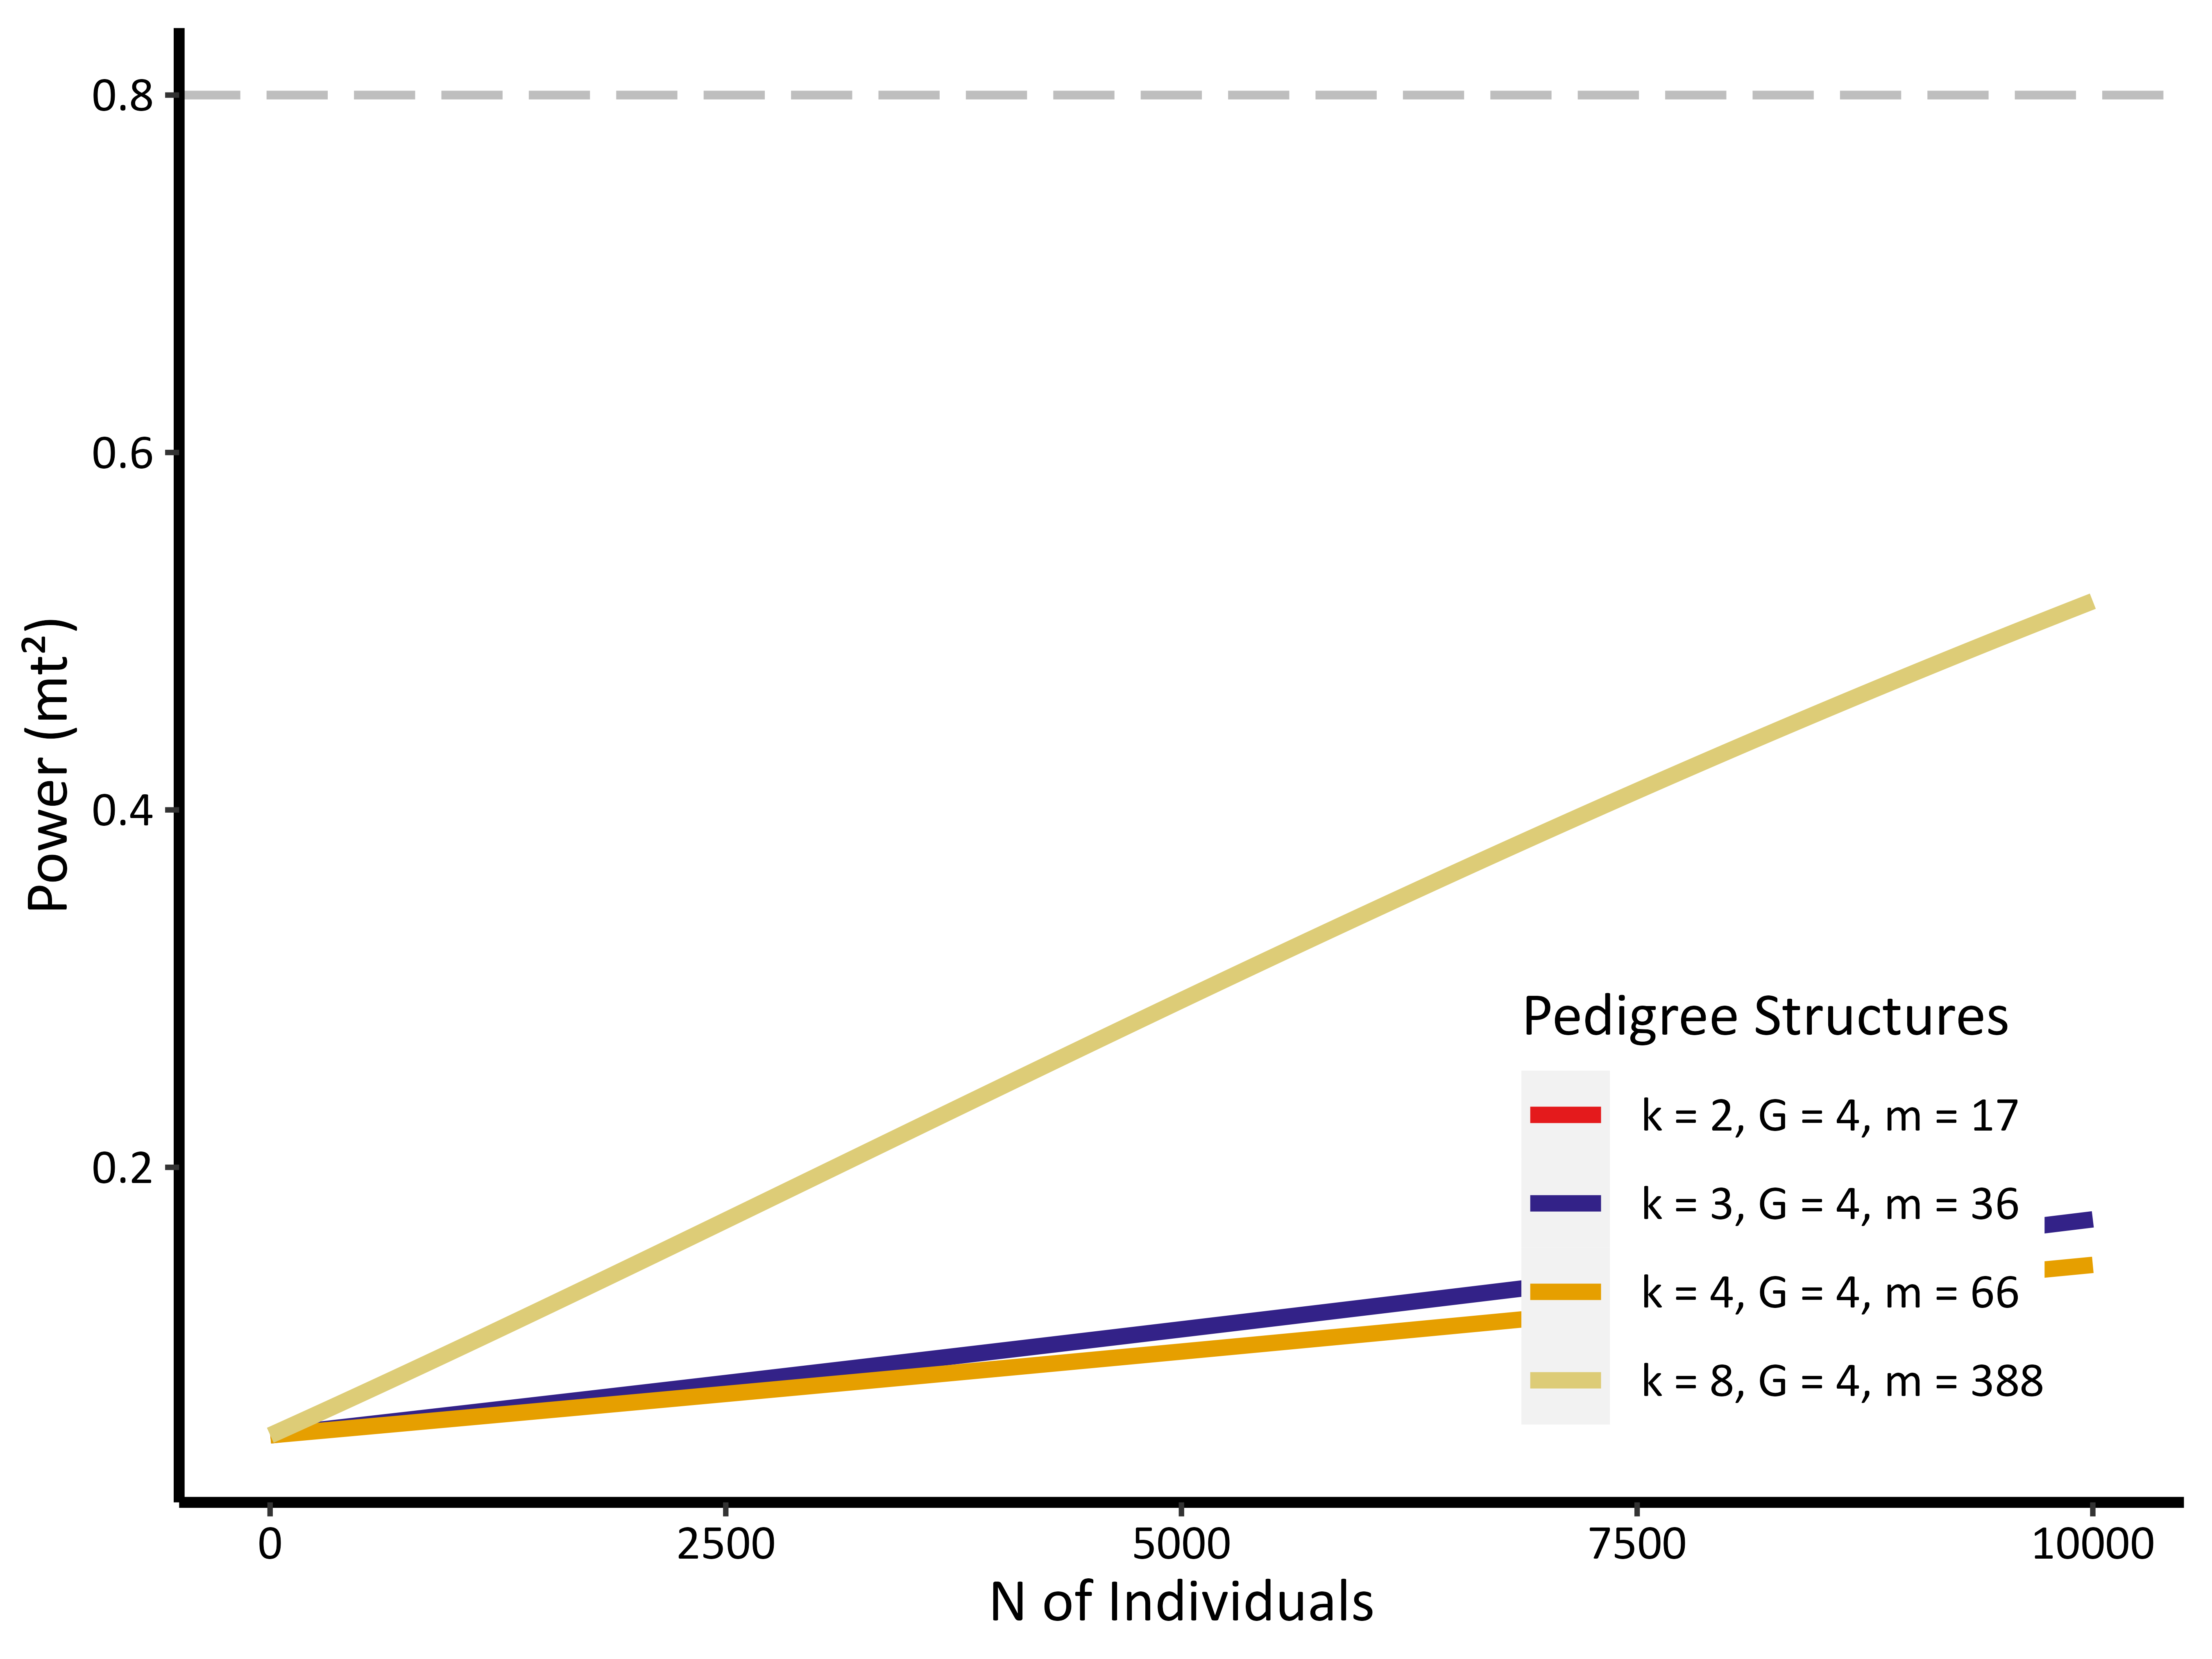 0.8
0.6
0.4
0.2
Power (mt²)
0
2500
5000
7500
10000
N of Individuals
Pedigree Structures
k = 2, G = 4, m = 17
k = 3, G = 4, m = 36
k = 4, G = 4, m = 66
k = 8, G = 4, m = 388